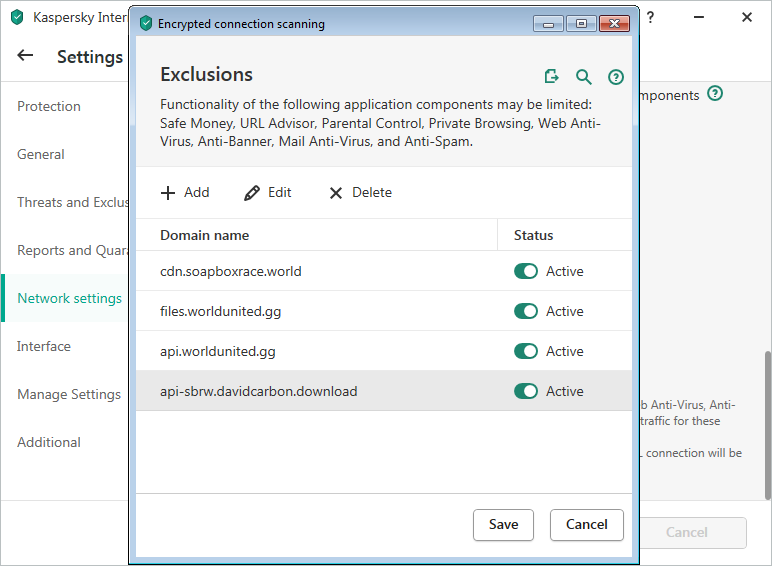 Kaspersky Inter
Encrypted connection scanning
?
Settings
Exclusions
Functionality of the following application components may be limited:
Safe Money, URL Advisor, Parental Control, Private Browsing, Web Anti-
Virus, Anti-Banner, Mail Anti-Virus, and Anti-Spam.
mponents ?
Protection
General
Threats and Exclus
Reports and Quara
Network settings
Interface
Manage Settings
Additional
Add
Edit
Delete
Domain name Status
cdn.soapboxrace.world Active
files.worldunited.gg Active
api.worldunited.gg Active
api-sbrw.davidcarbon.download Active
b Anti-Virus, Anti-
traffic for these
L connection will be
Save
Cancel
Cancel